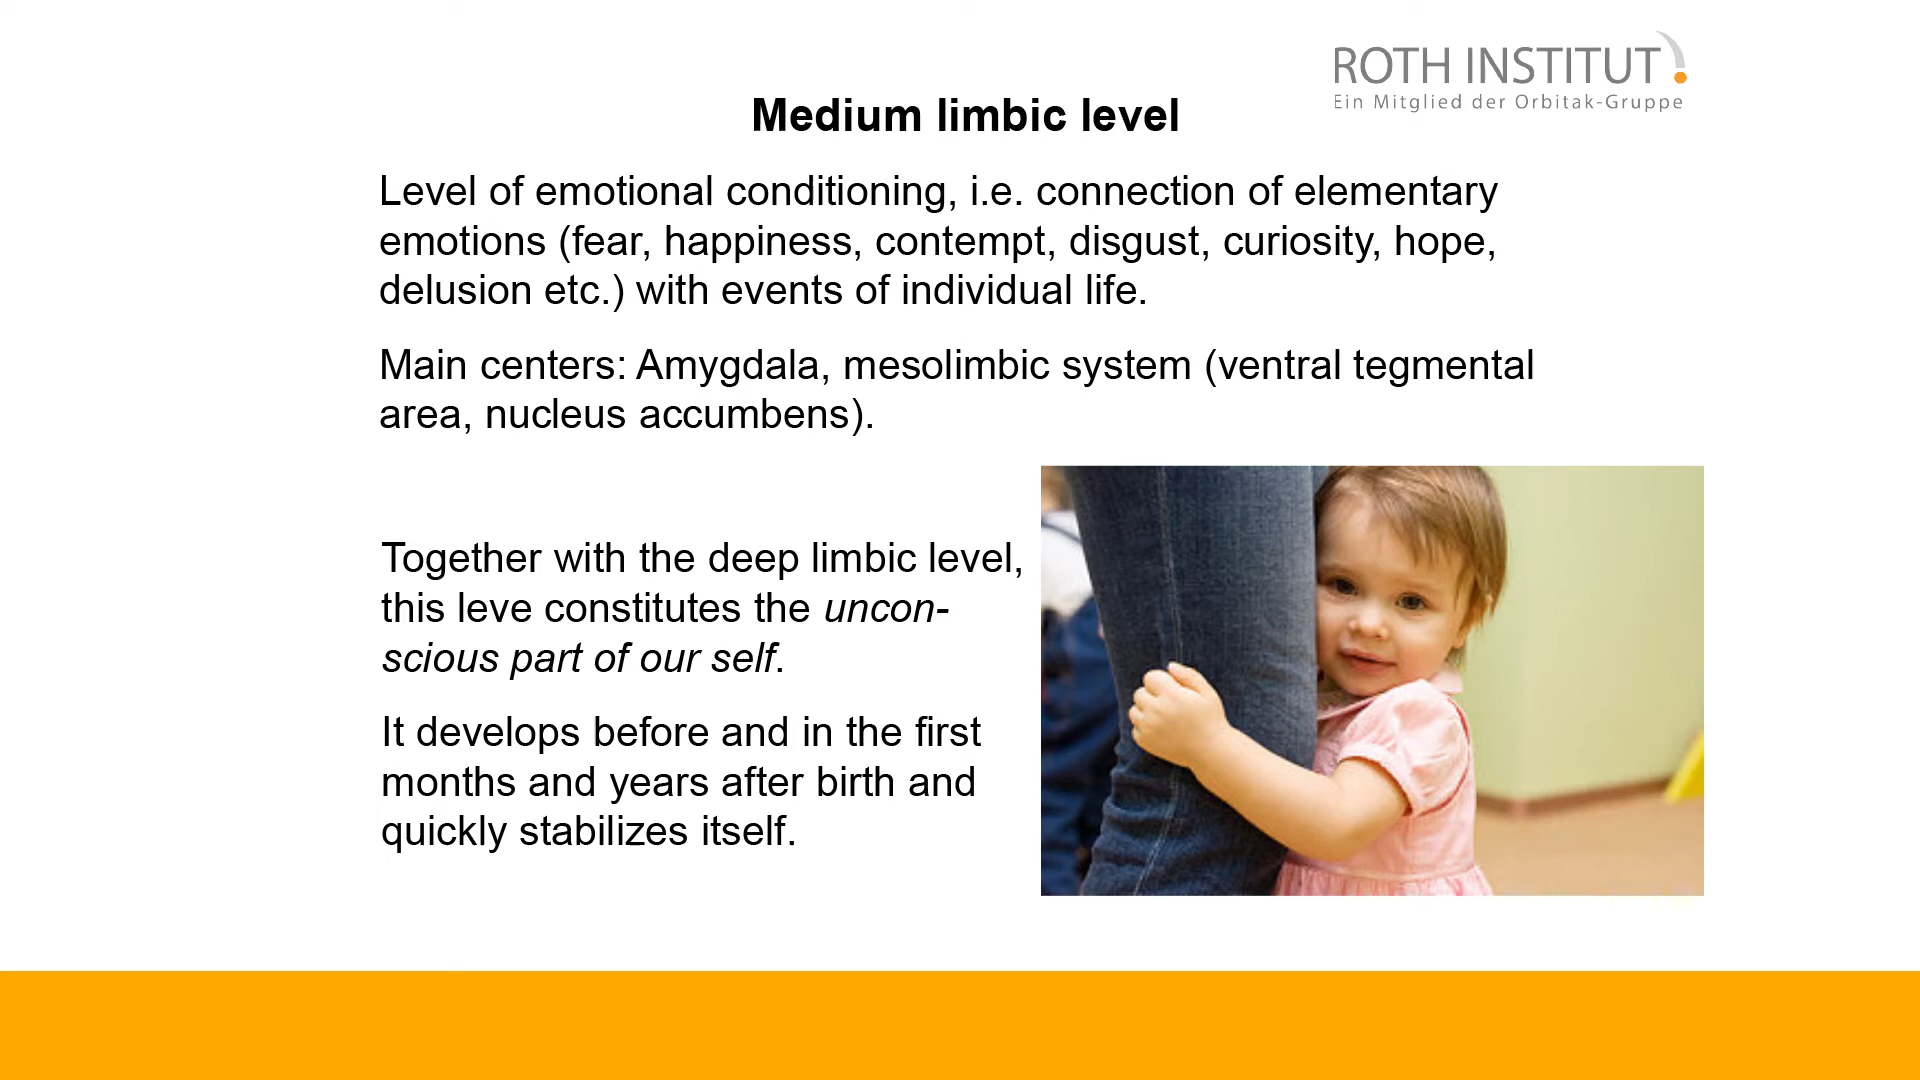 ROTH INSTITUT
Ein Mitglied der Orbitak-Gruppe
Medium limbic level
Level of emotional conditioning, i.e. connection of elementary
emotions (fear, happiness, contempt, disgust, curiosity, hope,
delusion etc.) with events of individual life.
Main centers: Amygdala, mesolimbic system (ventral tegmental
area, nucleus accumbens).
Together with the deep limbic level,
this leve constitutes the uncon-
scious part of our self.
It develops before and in the first
months and years after birth and
quickly stabilizes itself.